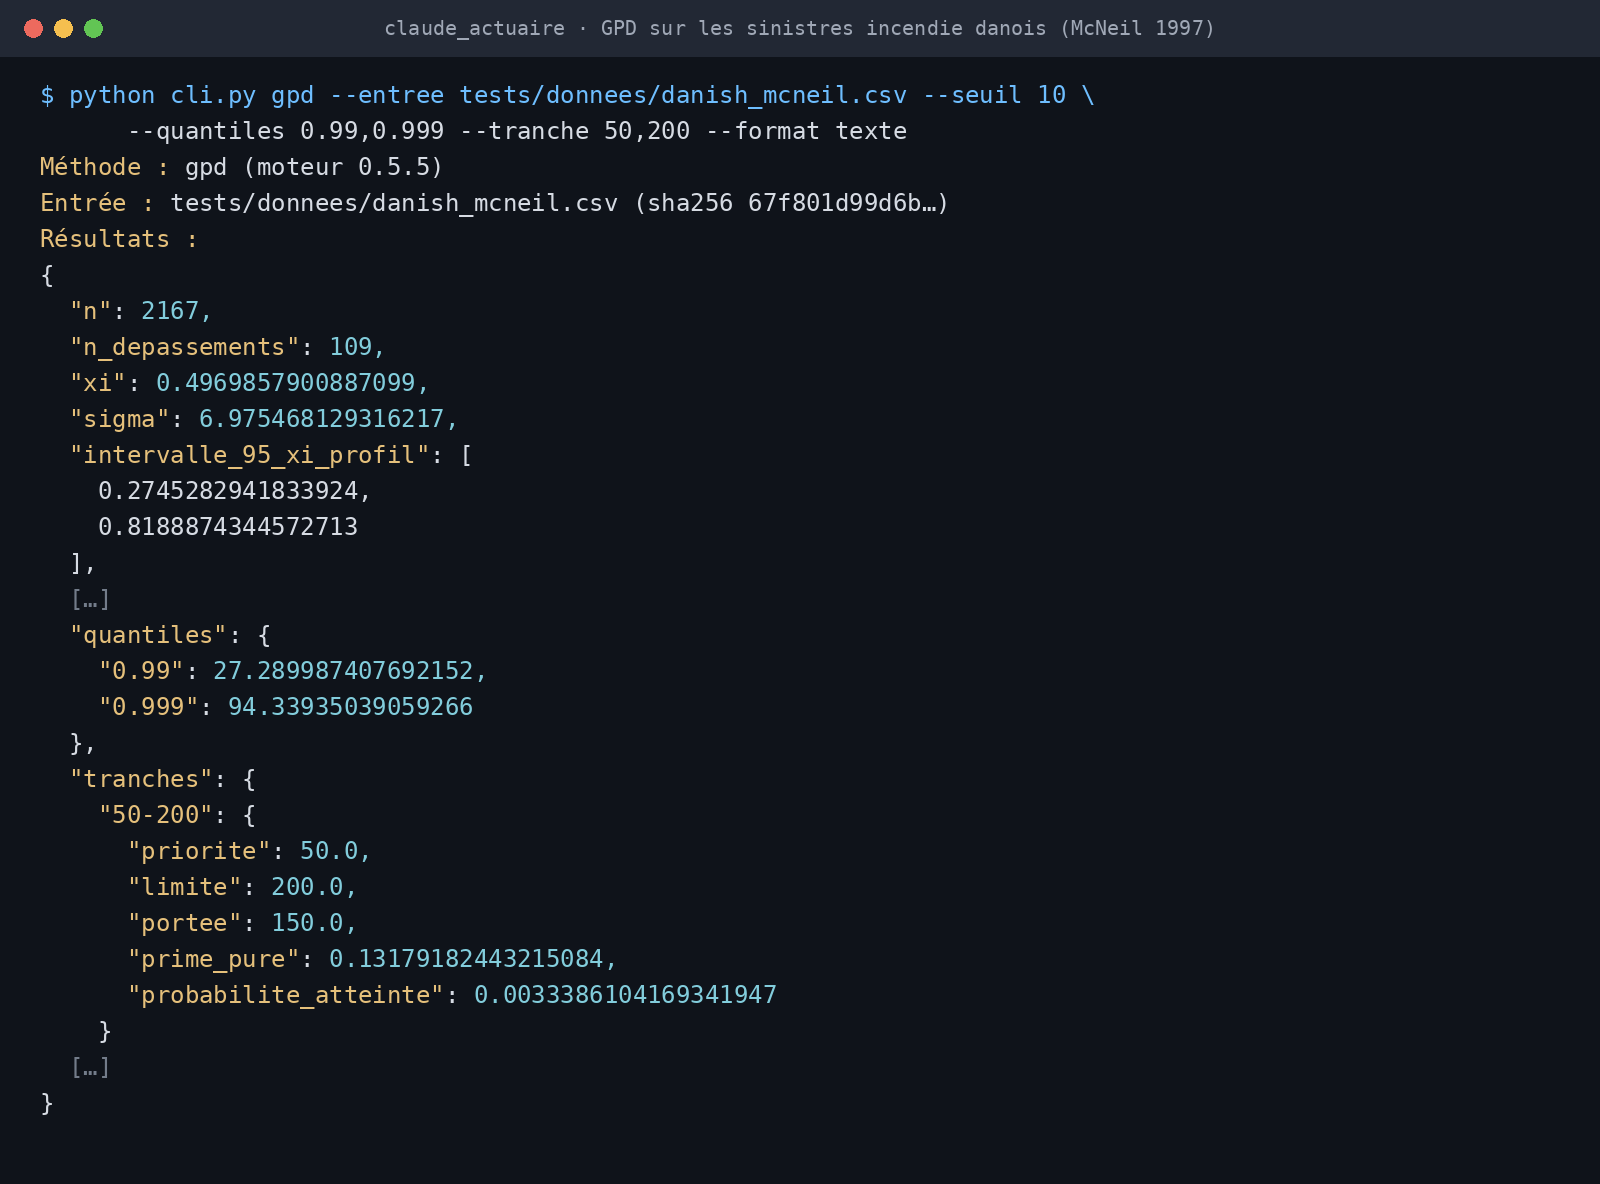 claude_actuaire · GPD sur les sinistres incendie danois (McNeil 1997)
$ python cli.py gpd --entree tests/donnees/danish_mcneil.csv --seuil 10 \
      --quantiles 0.99,0.999 --tranche 50,200 --format texte
Méthode : gpd (moteur 0.5.5)
Entrée : tests/donnees/danish_mcneil.csv (sha256 67f801d99d6b…)
Résultats :
{
  "n": 2167,
  "n_depassements": 109,
  "xi": 0.4969857900887099,
  "sigma": 6.975468129316217,
  "intervalle_95_xi_profil": [
    0.2745282941833924,
    0.8188874344572713
  ],
  […]
  "quantiles": {
    "0.99": 27.289987407692152,
    "0.999": 94.33935039059266
  },
  "tranches": {
    "50-200": {
      "priorite": 50.0,
      "limite": 200.0,
      "portee": 150.0,
      "prime_pure": 0.13179182443215084,
      "probabilite_atteinte": 0.0033386104169341947
    }
  […]
}